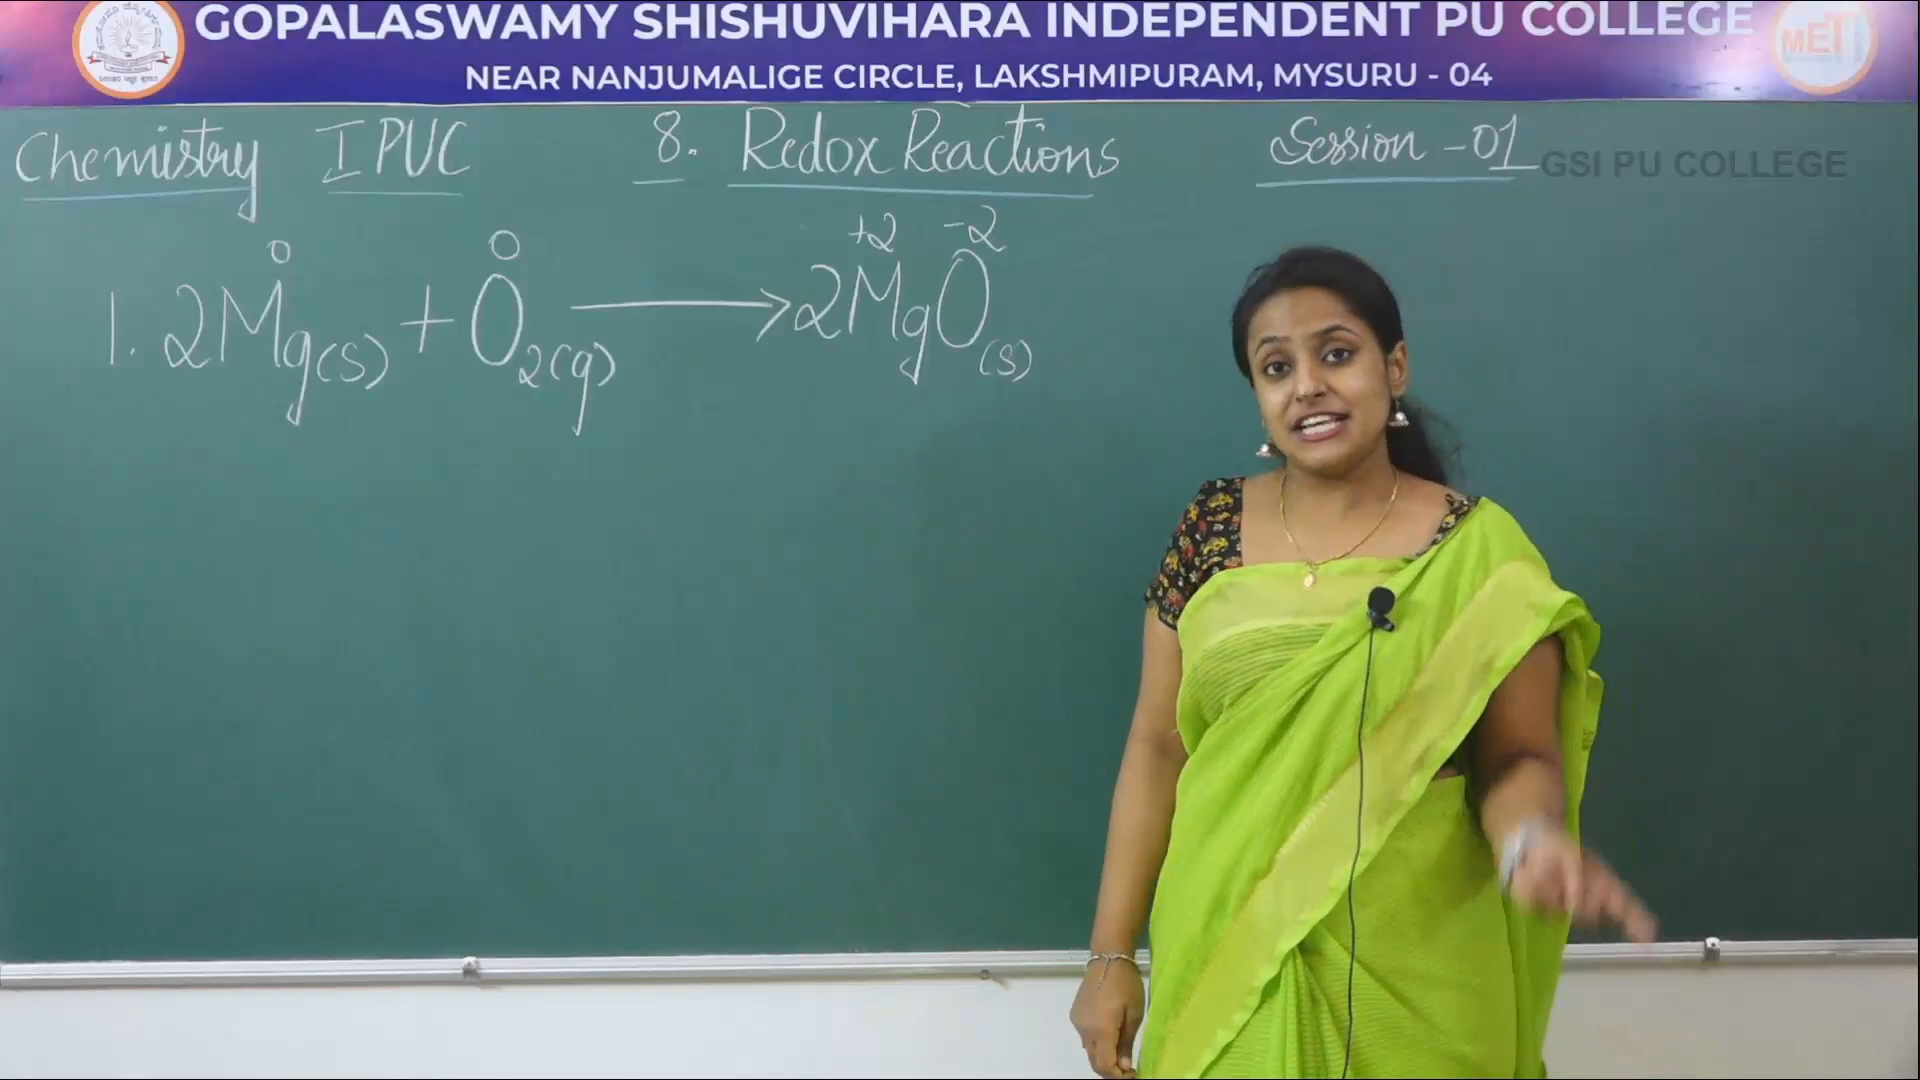 GOPALASWAMY SHISHUVIHARA INDEPENDENT PU COLLEGE
NEAR NANJUMALIGE CIRCLE, LAKSHMIPURAM, MYSURU - 04
MEIT
Chemistry I PUC 8. Redox Reactions Session - 01
GSI PU COLLEGE
0 0 +2 -2
1. 2Mg(s) + O2(g) → 2MgO(s)